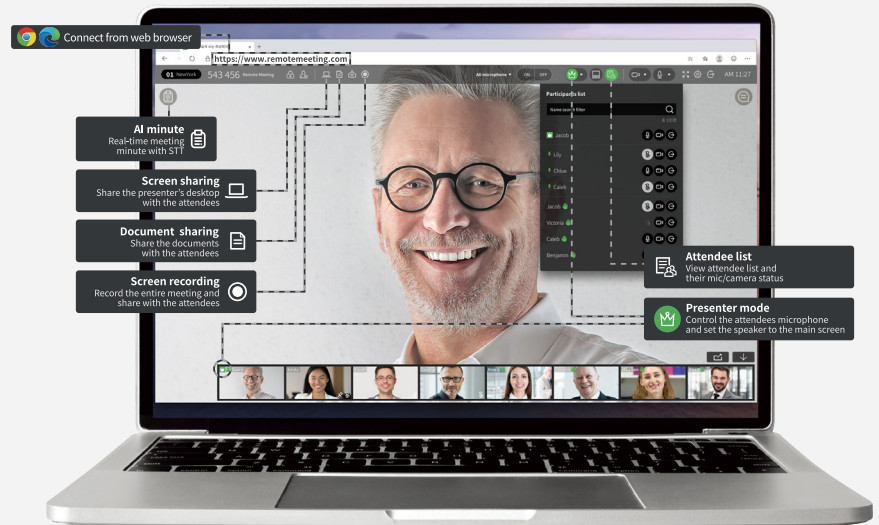 Connect from web browser
https://www.remotemeeting.com
01 NewYork 543 456 Remote Meeting
All microphone ON OFF
AM 11:27
Participants list
Name search filter
Jacob
Lily
Chloe
Caleb
Jacob
Victoria
Caleb
Benjamin
AI minute
Real-time meeting
minute with STT
Screen sharing
Share the presenter's desktop
with the attendees
Document sharing
Share the documents
with the attendees
Screen recording
Record the entire meeting and
share with the attendees
Attendee list
View attendee list and
their mic/camera status
Presenter mode
Control the attendees microphone
and set the speaker to the main screen